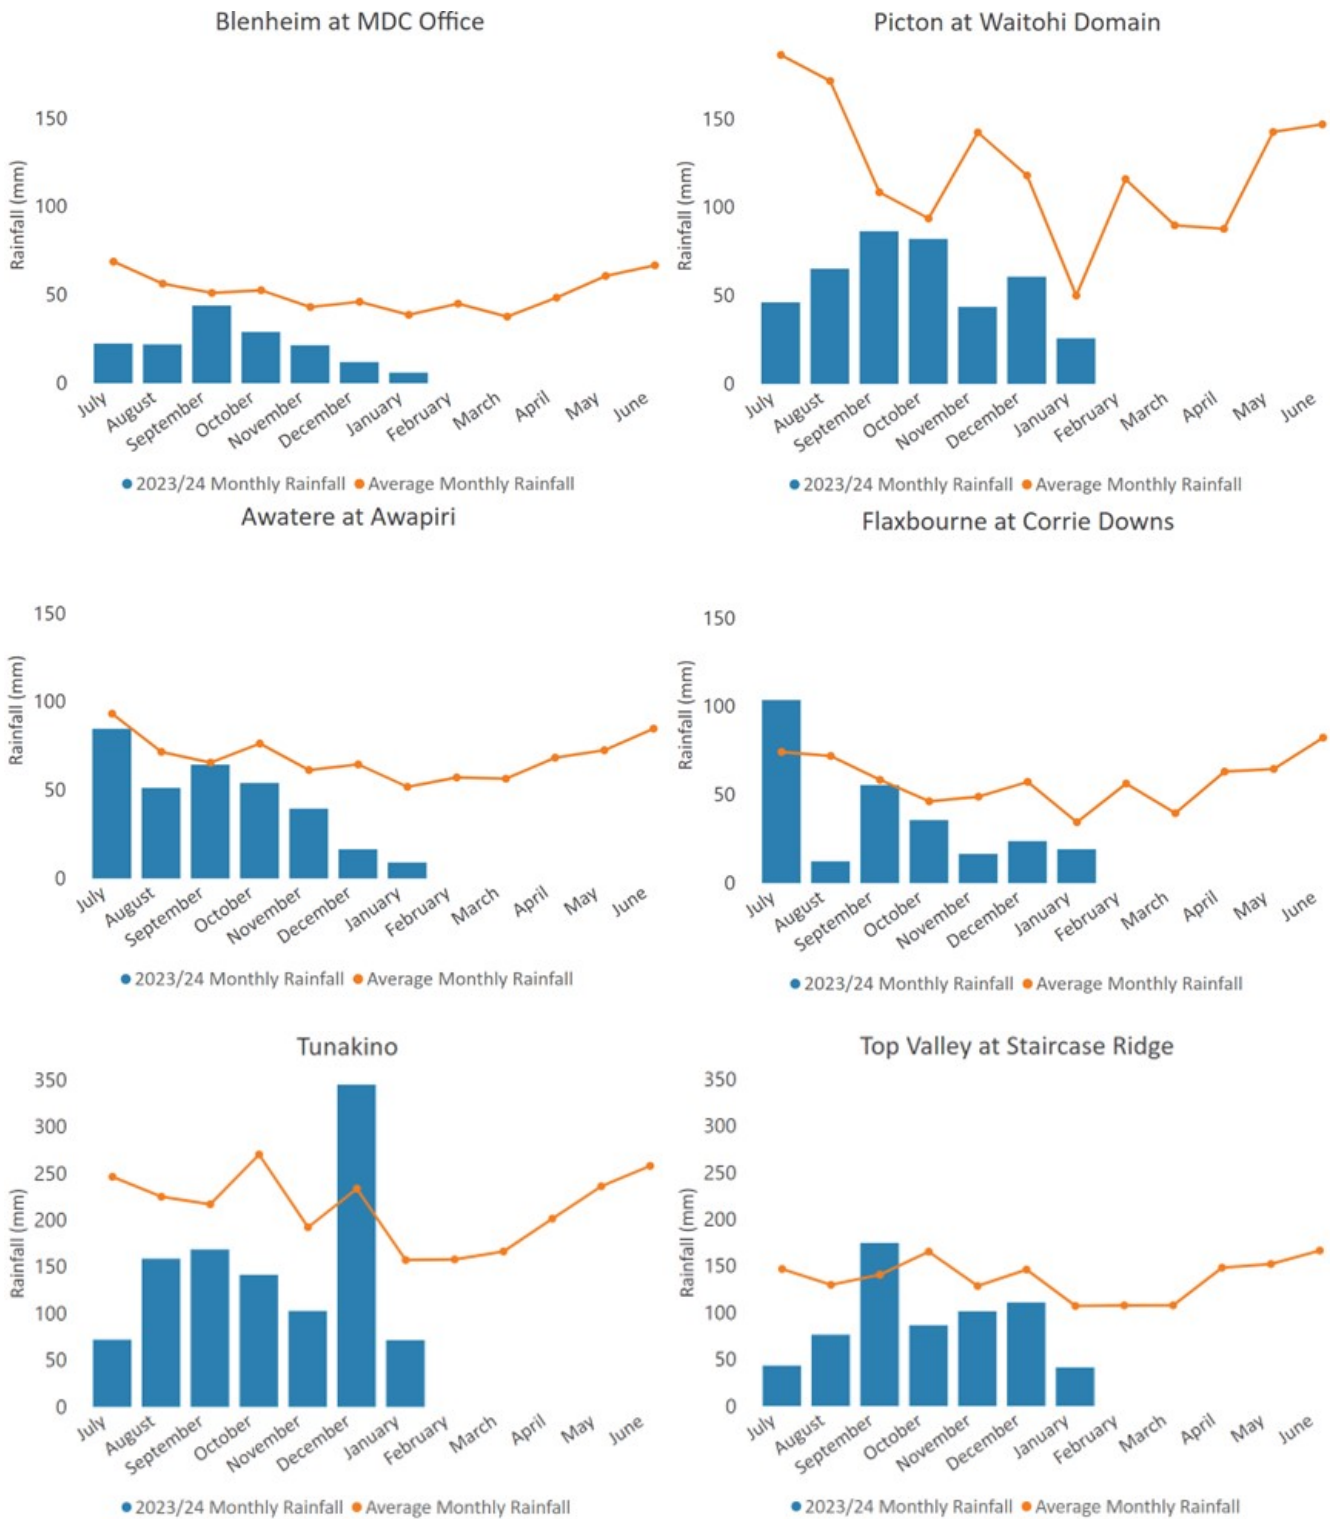 Blenheim at MDC Office
Rainfall (mm)
150
100
50
0
July August September October November December January February March April May June
2023/24 Monthly Rainfall Average Monthly Rainfall
Picton at Waitohi Domain
Rainfall (mm)
150
100
50
0
July August September October November December January February March April May June
2023/24 Monthly Rainfall Average Monthly Rainfall
Awatere at Awapiri
Rainfall (mm)
150
100
50
0
July August September October November December January February March April May June
2023/24 Monthly Rainfall Average Monthly Rainfall
Flaxbourne at Corrie Downs
Rainfall (mm)
150
100
50
0
July August September October November December January February March April May June
2023/24 Monthly Rainfall Average Monthly Rainfall
Tunakino
Rainfall (mm)
350
300
250
200
150
100
50
0
July August September October November December January February March April May June
2023/24 Monthly Rainfall Average Monthly Rainfall
Top Valley at Staircase Ridge
Rainfall (mm)
350
300
250
200
150
100
50
0
July August September October November December January February March April May June
2023/24 Monthly Rainfall Average Monthly Rainfall